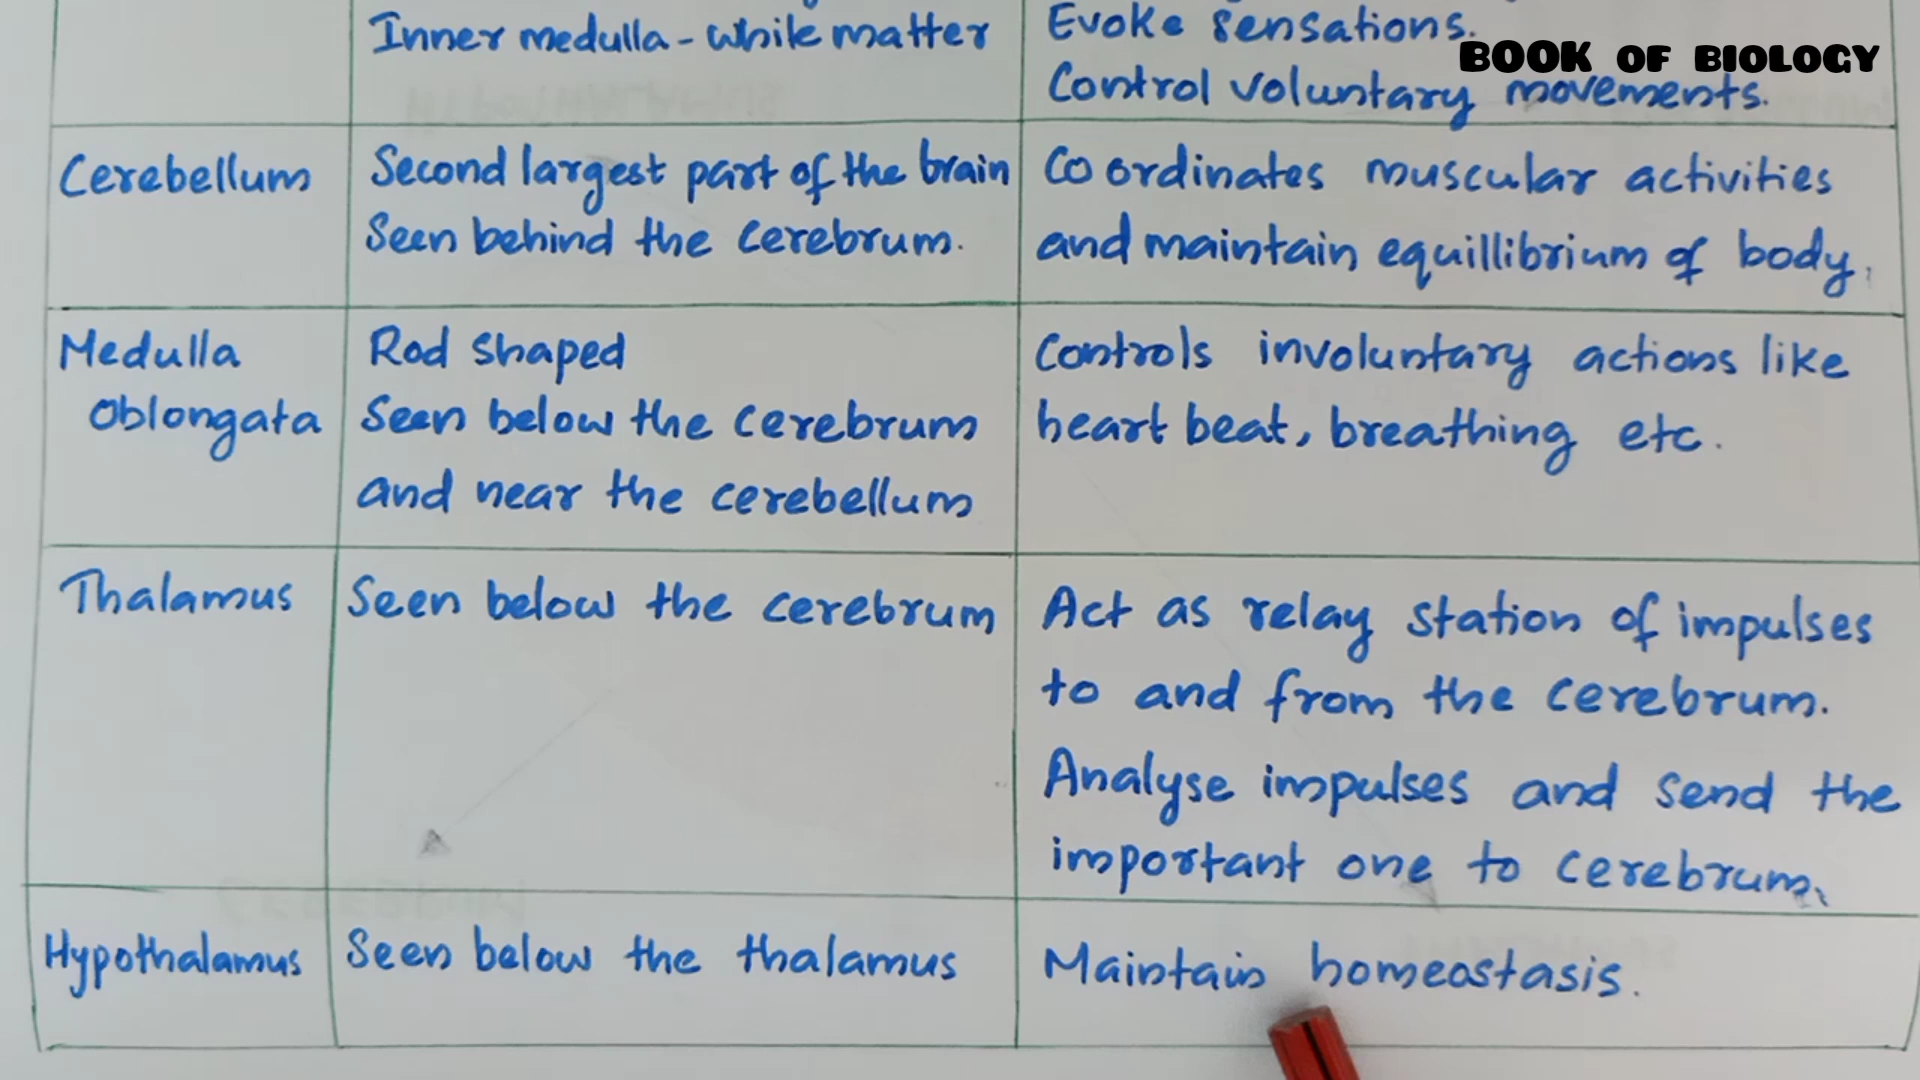 Inner medulla - white matter
Evoke sensations.
BOOK OF BIOLOGY
Control voluntary movements.
Cerebellum
Second largest part of the brain
Seen behind the cerebrum.
Co ordinates muscular activities
and maintain equillibrium of body.
Medulla
Oblongata
Rod shaped
Seen below the cerebrum
and near the cerebellum
Controls involuntary actions like
heart beat, breathing etc.
Thalamus
Seen below the cerebrum
Act as relay station of impulses
to and from the cerebrum.
Analyse impulses and send the
important one to cerebrum.
Hypothalamus
Seen below the thalamus
Maintain homeostasis.